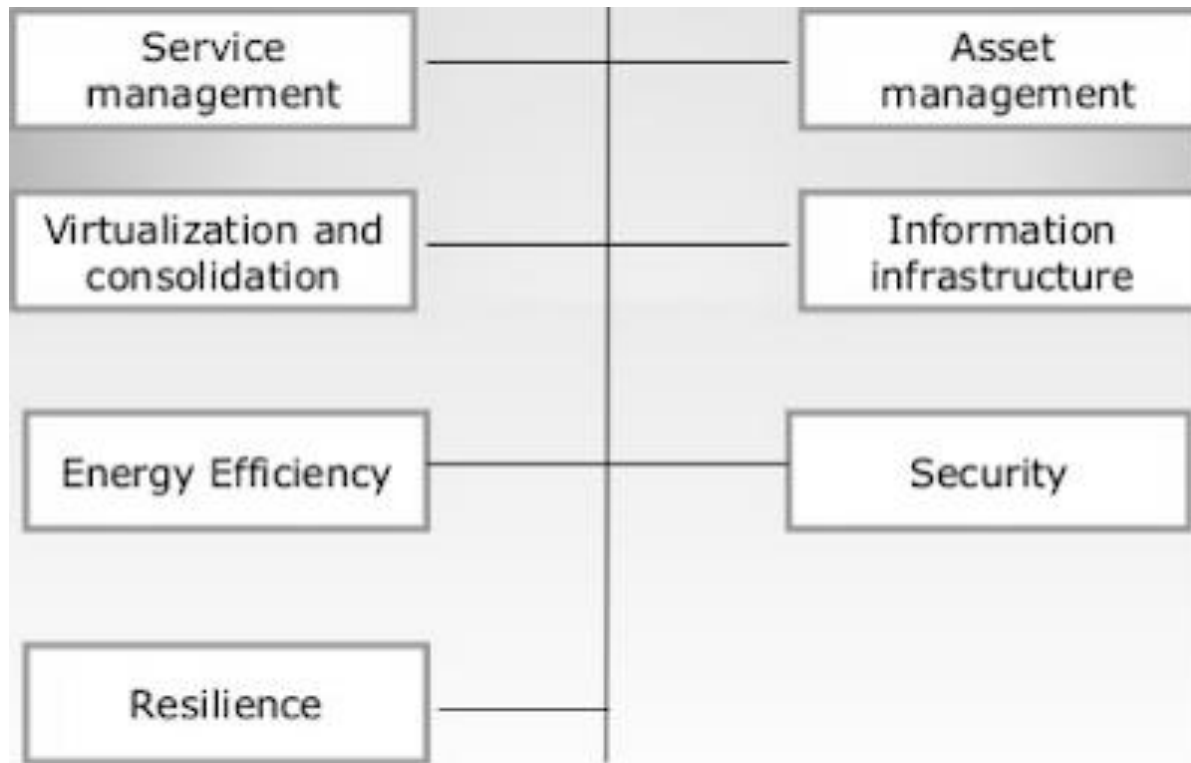 Service
management
Asset
management
Virtualization and
consolidation
Information
infrastructure
Energy Efficiency
Security
Resilience